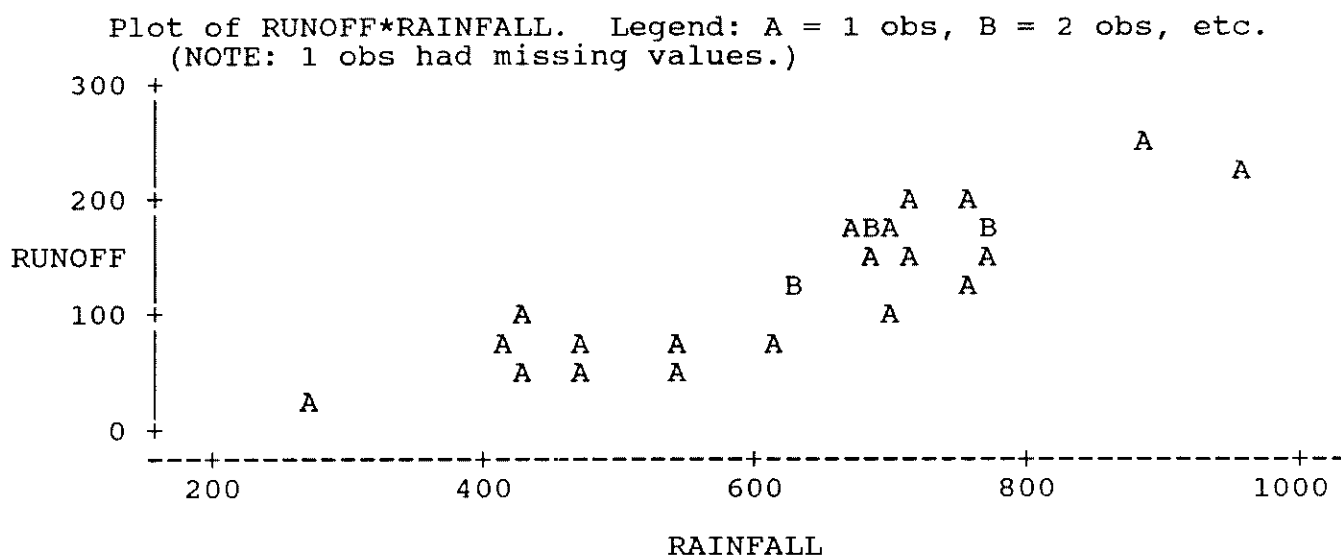 Plot of RUNOFF*RAINFALL.  Legend: A = 1 obs, B = 2 obs, etc.
(NOTE: 1 obs had missing values.)
300
A
A
200 A A
A B A B
RUNOFF A A A
B A
100 A A
A A A A
A A A
A
0
200 400 600 800 1000
RAINFALL